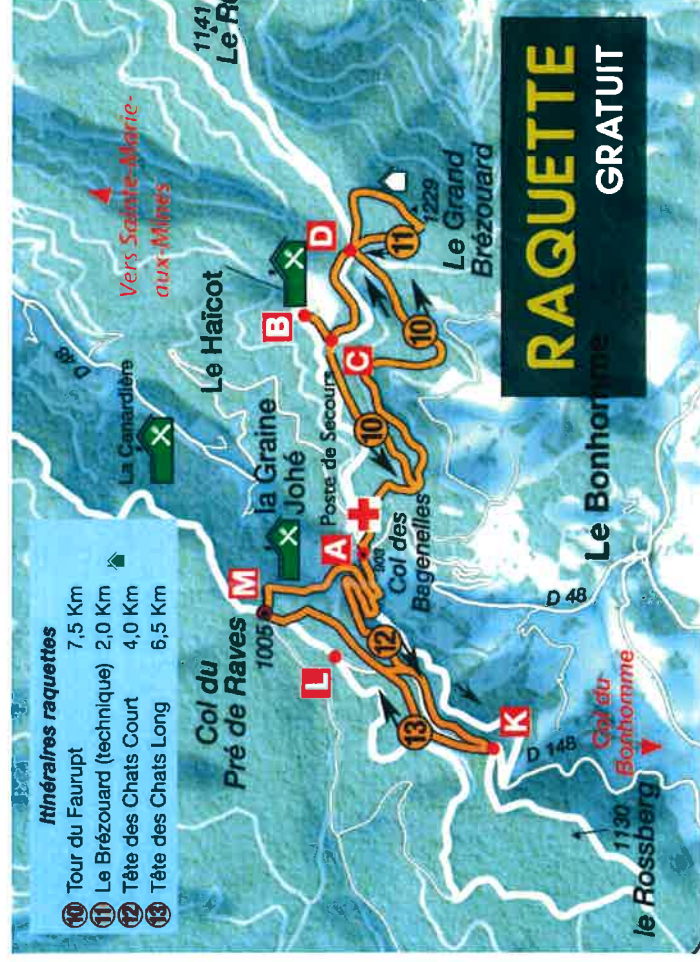 Itinéraires raquettes
10 Tour du Faurupt 7,5 Km
11 Le Brézouard (technique) 2,0 Km
12 Tête des Chats Court 4,0 Km
13 Tête des Chats Long 6,5 Km
La Canardière
D 48
Vers Sainte-Marie-
aux-Mines
1141
Le Haïcot
la Graine
Johé
M
1005
Col du
Pré de Raves
L
B
D
Poste de Secours
C
10
11
1229
Le Grand
Brézouard
10
A
Col des
Bagenelles
12
13
K
D 148
D 48
Le Bonhomme
Col du
Bonhomme
1130
le Rossberg
RAQUETTE
GRATUIT